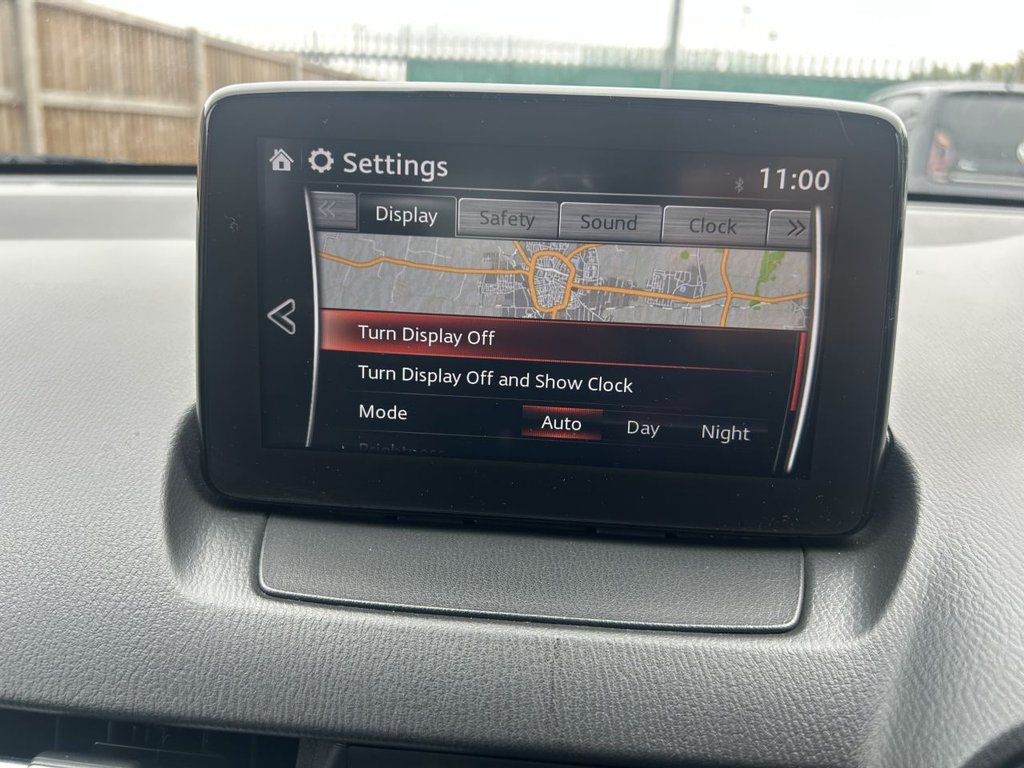 Settings 11:00
Display Safety Sound Clock
Turn Display Off
Turn Display Off and Show Clock
Mode Auto Day Night
Brightness